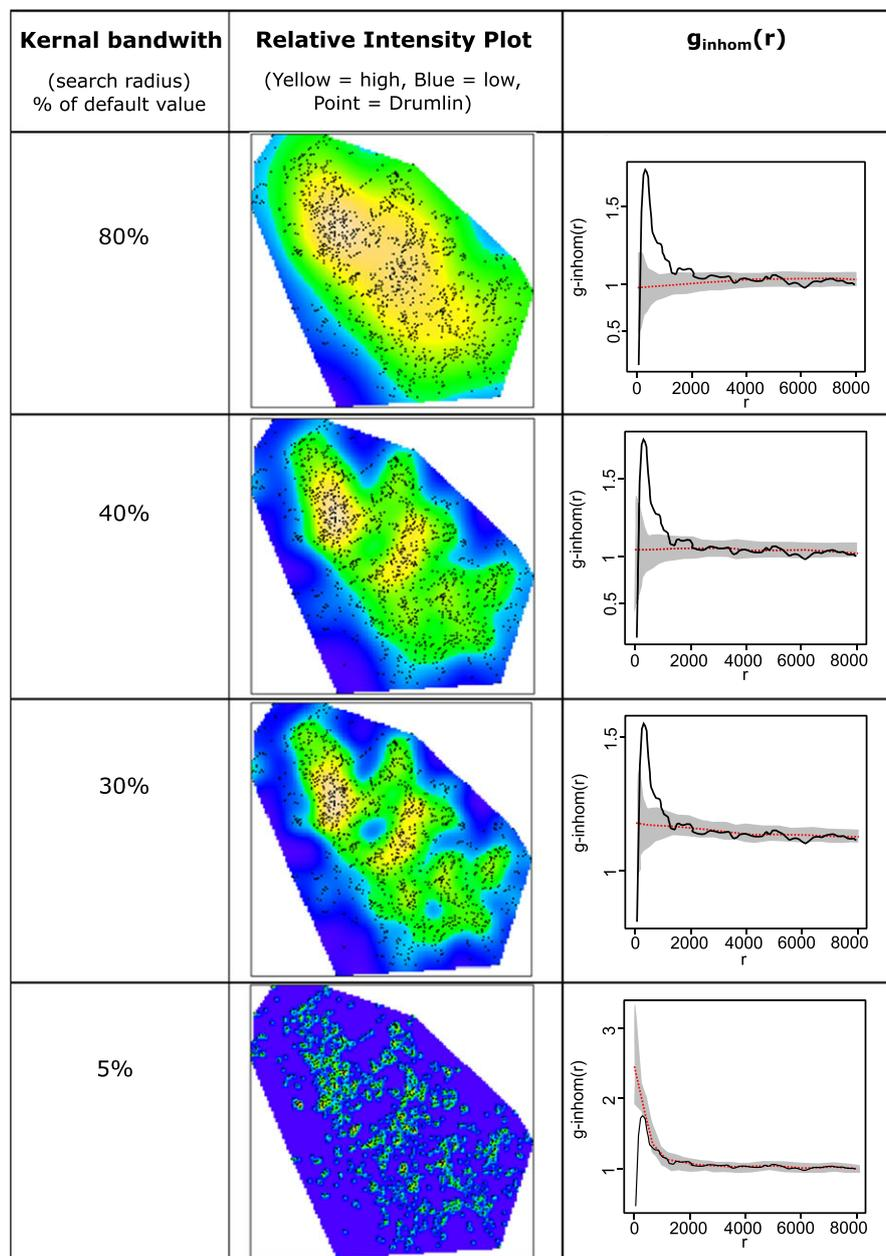 Kernal bandwith
(search radius)
% of default value
Relative Intensity Plot
(Yellow = high, Blue = low,
Point = Drumlin)
ginhom(r)
80%
g-inhom(r)
1.5
1
0.5
0 2000 4000 6000 8000
r
40%
g-inhom(r)
1.5
1
0.5
0 2000 4000 6000 8000
r
30%
g-inhom(r)
1.5
1
0 2000 4000 6000 8000
r
5%
g-inhom(r)
3
2
1
0 2000 4000 6000 8000
r